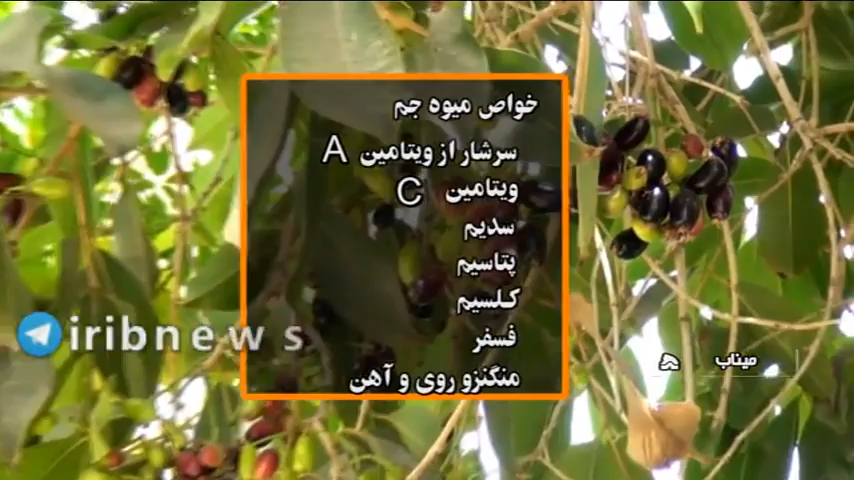 خواص میوه جم
سرشار از ویتامین A
ویتامین C
سدیم
پتاسیم
کلسیم
فسفر
منگنزو روی و آهن
iribnews
میناب